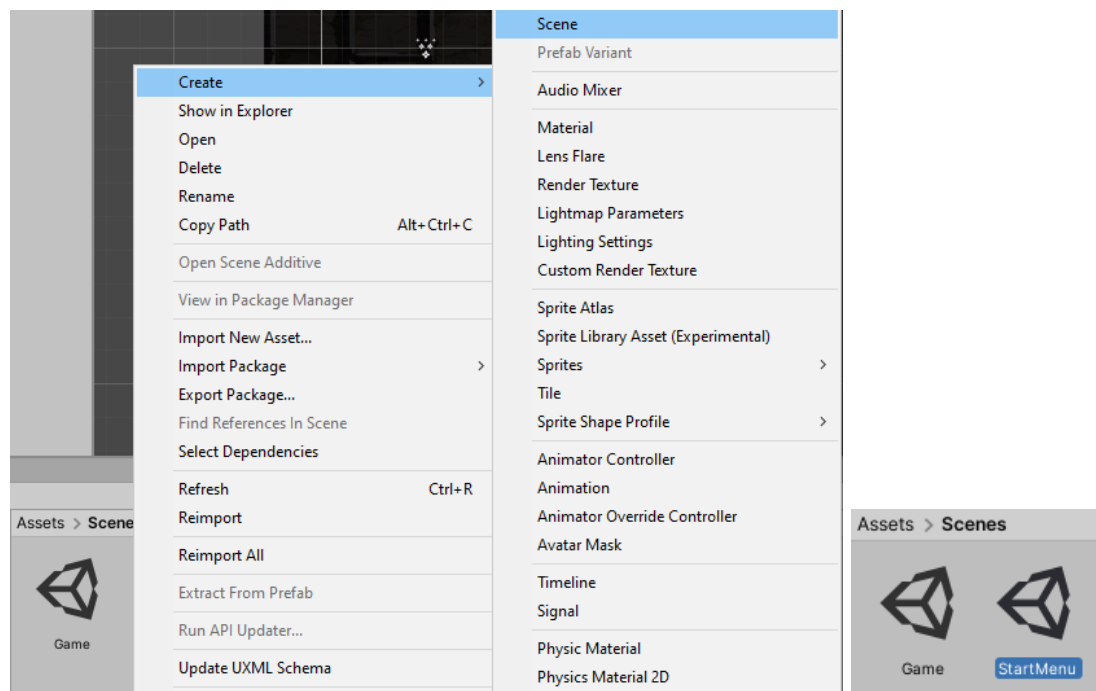 Create
Show in Explorer
Open
Delete
Rename
Copy Path Alt+Ctrl+C
Open Scene Additive
View in Package Manager
Import New Asset...
Import Package
Export Package...
Find References In Scene
Select Dependencies
Refresh Ctrl+R
Reimport
Reimport All
Extract From Prefab
Run API Updater...
Update UXML Schema
Scene
Prefab Variant
Audio Mixer
Material
Lens Flare
Render Texture
Lightmap Parameters
Lighting Settings
Custom Render Texture
Sprite Atlas
Sprite Library Asset (Experimental)
Sprites
Tile
Sprite Shape Profile
Animator Controller
Animation
Animator Override Controller
Avatar Mask
Timeline
Signal
Physic Material
Physics Material 2D
Assets > Scene
Game
Assets > Scenes
Game
StartMenu